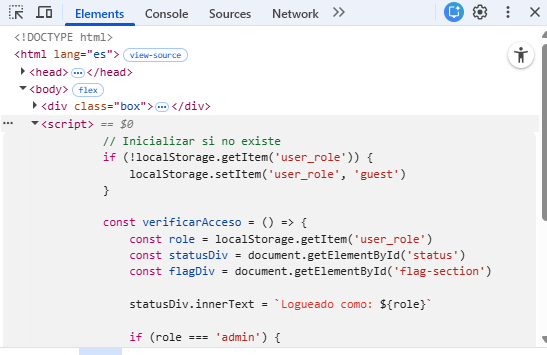 Elements Console Sources Network
<!DOCTYPE html>
<html lang="es"> view-source
<head> ... </head>
<body> flex
<div class="box"> ... </div>
... <script> == $0
// Inicializar si no existe
if (!localStorage.getItem('user_role')) {
localStorage.setItem('user_role', 'guest')
}
const verificarAcceso = () => {
const role = localStorage.getItem('user_role')
const statusDiv = document.getElementById('status')
const flagDiv = document.getElementById('flag-section')
statusDiv.innerText = `Logueado como: ${role}`
if (role === 'admin') {